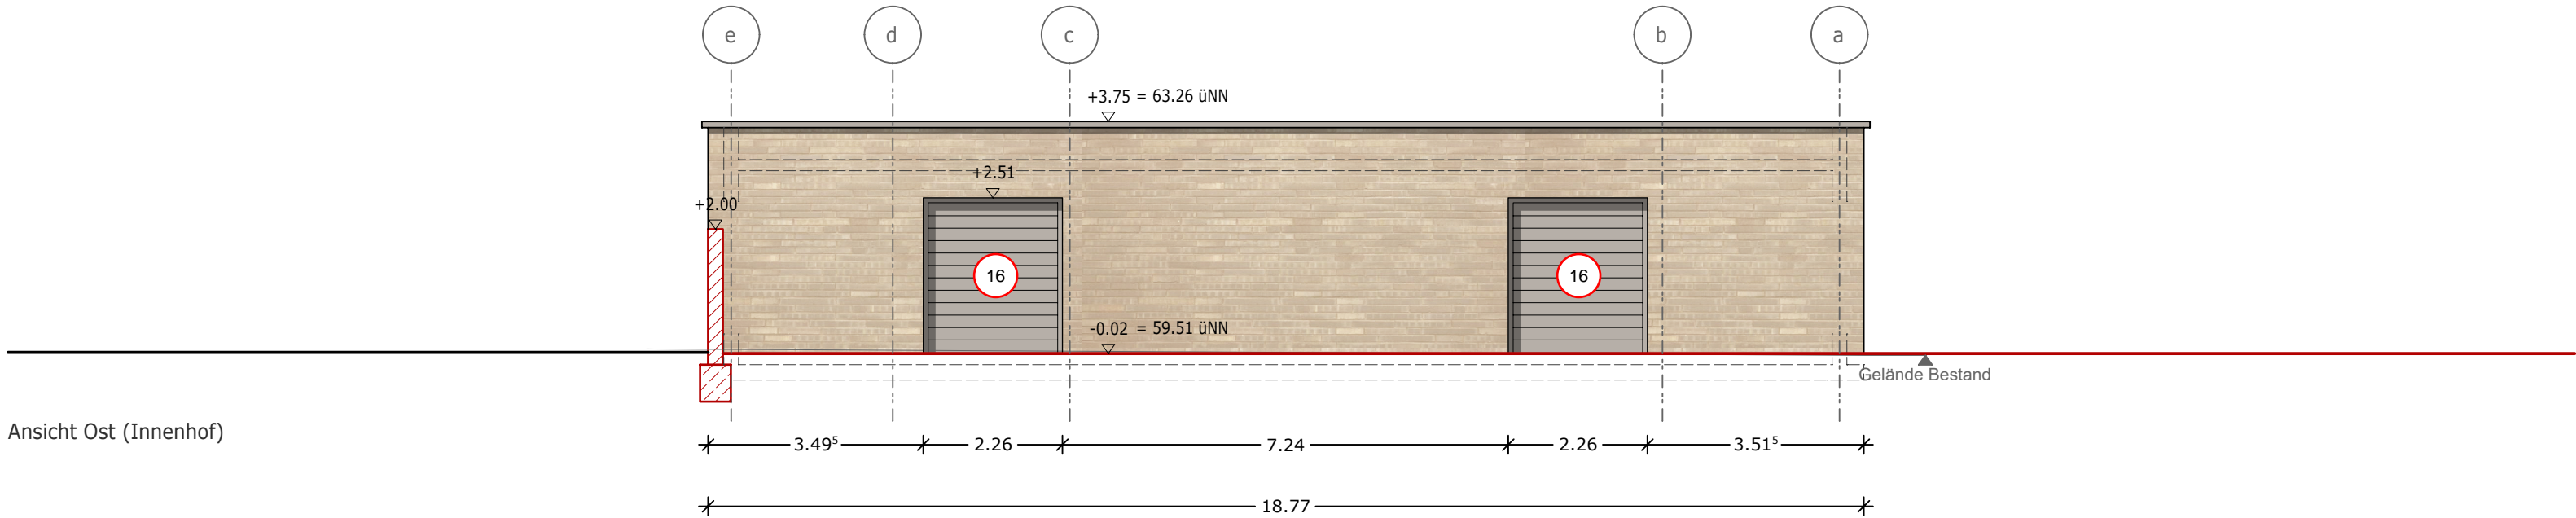 e d c b a
+3.75 = 63.26 üNN
+2.51
+2.00
16 16
-0.02 = 59.51 üNN
Gelände Bestand
Ansicht Ost (Innenhof)
3.49⁵ 2.26 7.24 2.26 3.51⁵
18.77